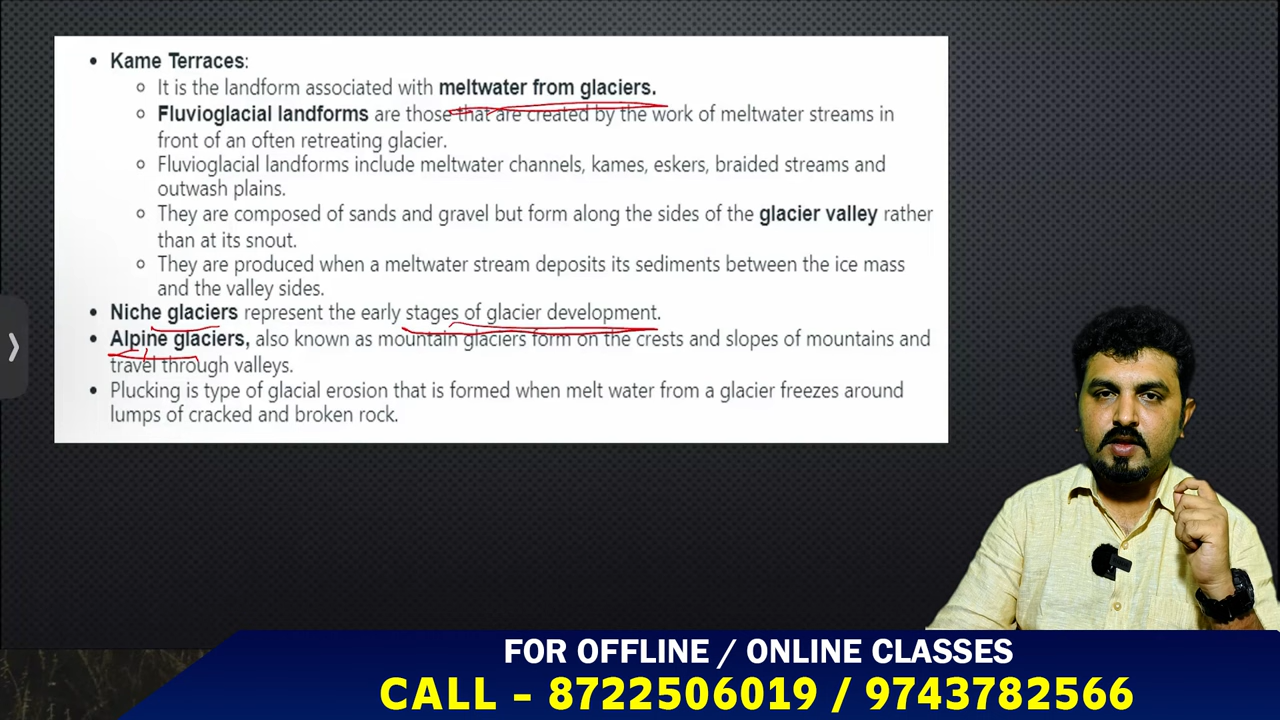 • Kame Terraces:
○ It is the landform associated with meltwater from glaciers.
○ Fluvioglacial landforms are those that are created by the work of meltwater streams in
front of an often retreating glacier.
○ Fluvioglacial landforms include meltwater channels, kames, eskers, braided streams and
outwash plains.
○ They are composed of sands and gravel but form along the sides of the glacier valley rather
than at its snout.
○ They are produced when a meltwater stream deposits its sediments between the ice mass
and the valley sides.
• Niche glaciers represent the early stages of glacier development.
• Alpine glaciers, also known as mountain glaciers form on the crests and slopes of mountains and
travel through valleys.
• Plucking is type of glacial erosion that is formed when melt water from a glacier freezes around
lumps of cracked and broken rock.
FOR OFFLINE / ONLINE CLASSES
CALL - 8722506019 / 9743782566